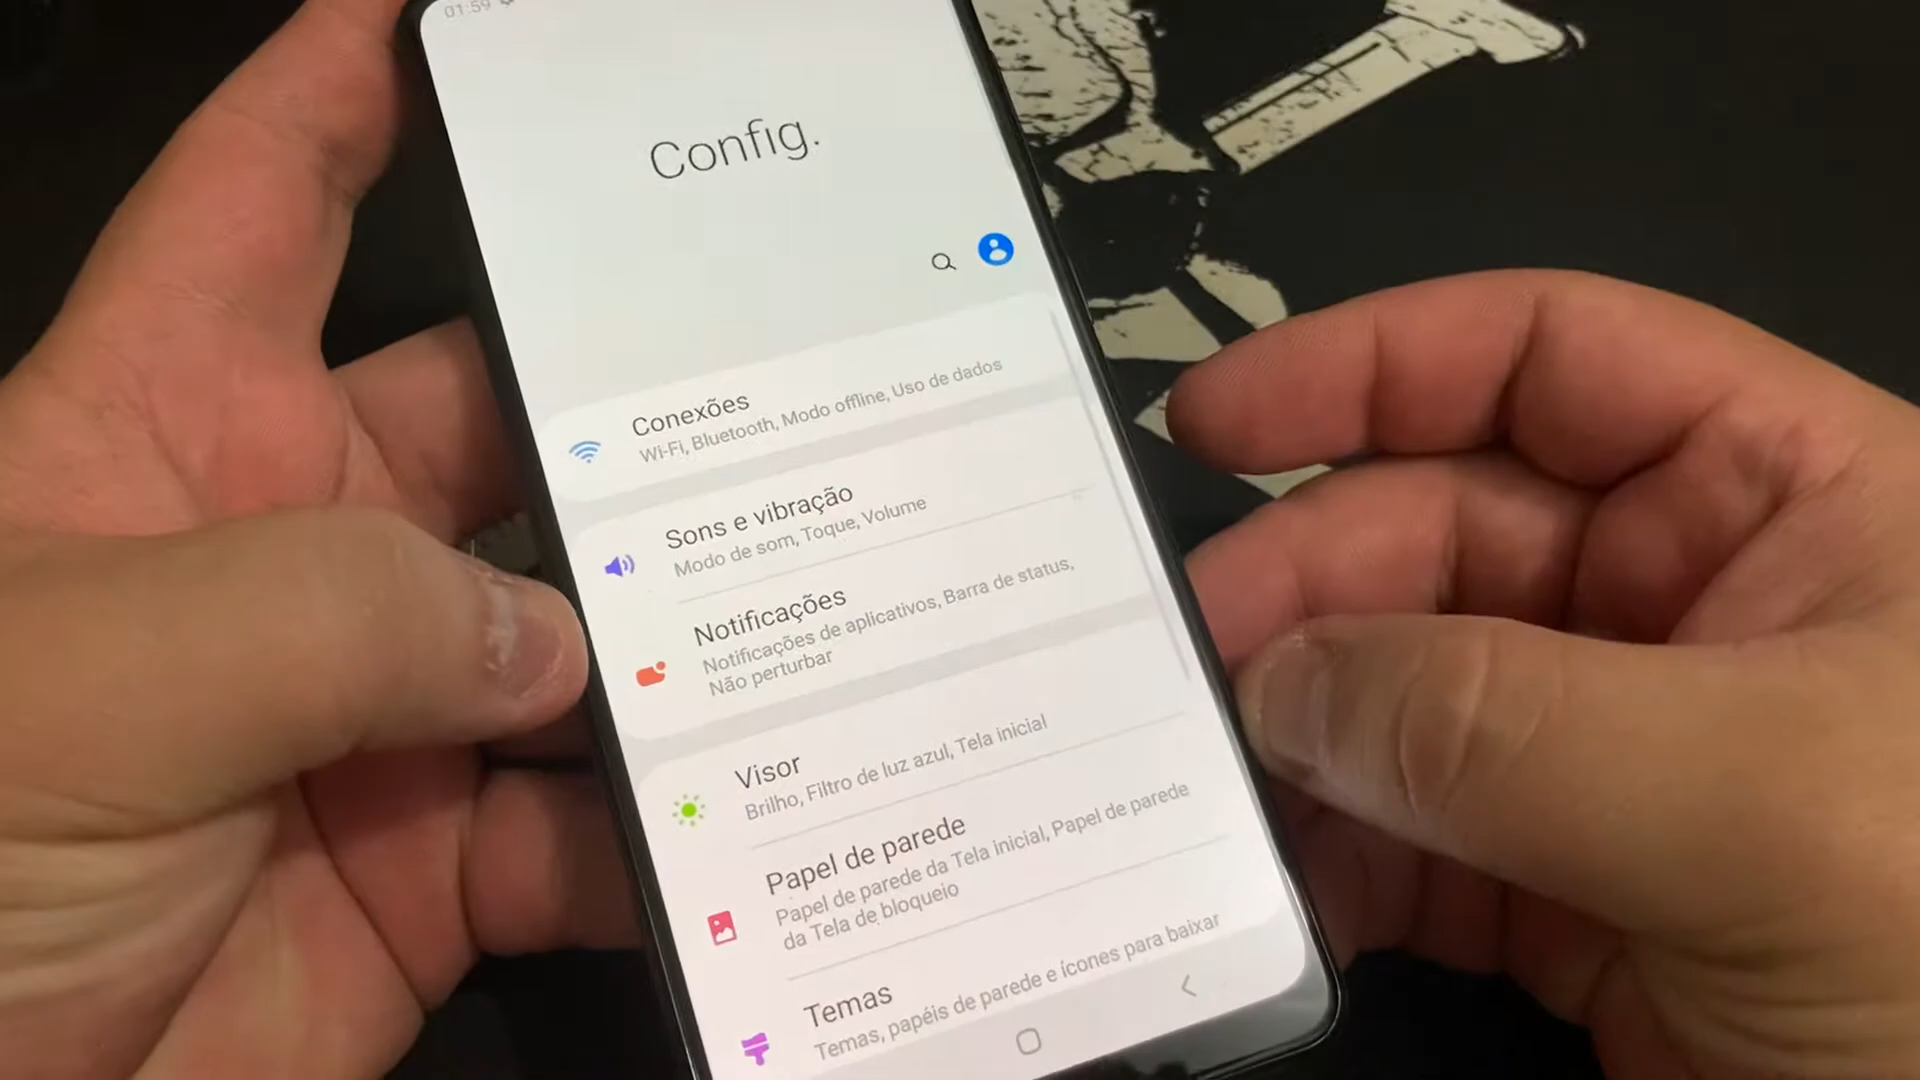 01:59
Config.
Conexões
Wi-Fi, Bluetooth, Modo offline, Uso de dados
Sons e vibração
Modo de som, Toque, Volume
Notificações
Notificações de aplicativos, Barra de status,
Não perturbar
Visor
Brilho, Filtro de luz azul, Tela inicial
Papel de parede
Papel de parede da Tela inicial, Papel de parede
da Tela de bloqueio
Temas
Temas, papéis de parede e ícones para baixar